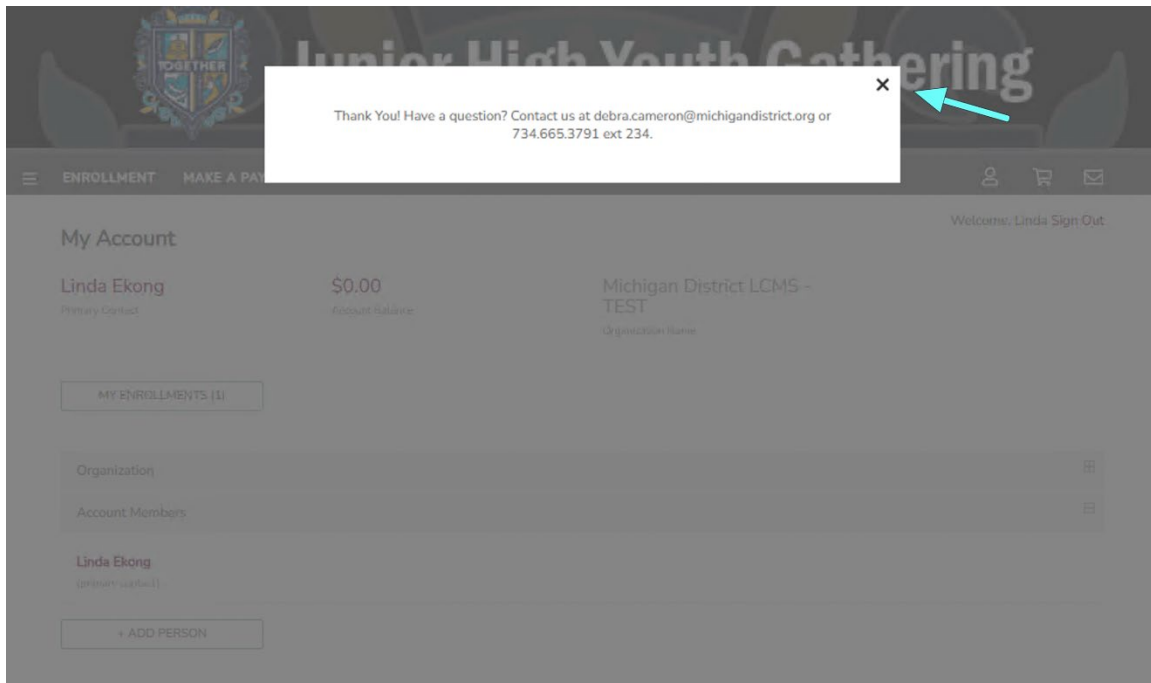 TOGETHER
Junior High Youth Gathering
Thank You! Have a question? Contact us at debra.cameron@michigandistrict.org or
734.665.3791 ext 234.
ENROLLMENT MAKE A PAY
Welcome, Linda Sign Out
My Account
Linda Ekong $0.00 Michigan District LCMS -
TEST
Primary Contact Account Balance
Organization Name
MY ENROLLMENTS (1)
Organization
Account Members
Linda Ekong
(primary contact)
+ ADD PERSON